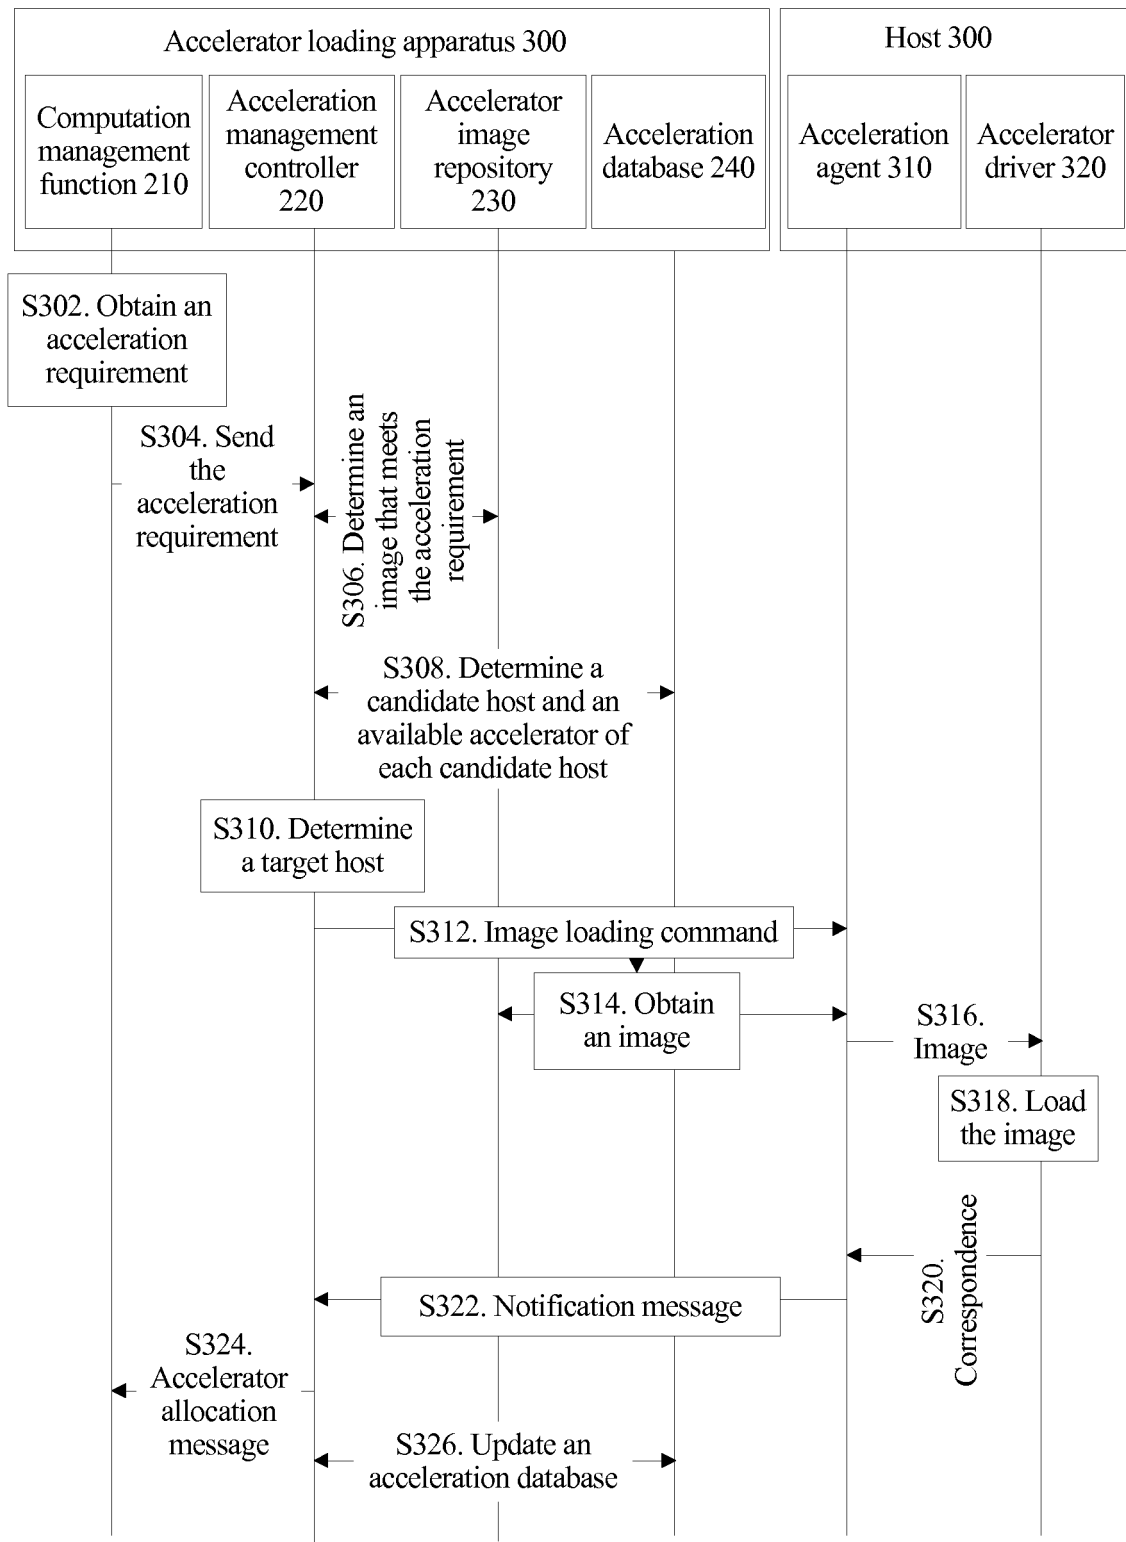 Accelerator loading apparatus 300
Host 300
Computation
management
function 210
Acceleration
management
controller
220
Accelerator
image
repository
230
Acceleration
database 240
Acceleration
agent 310
Accelerator
driver 320
S302. Obtain an
acceleration
requirement
S304. Send
the
acceleration
requirement
S306. Determine an
image that meets
the acceleration
requirement
S308. Determine a
candidate host and an
available accelerator of
each candidate host
S310. Determine
a target host
S312. Image loading command
S314. Obtain
an image
S316.
Image
S318. Load
the image
S320.
Correspondence
S322. Notification message
S324.
Accelerator
allocation
message
S326. Update an
acceleration database